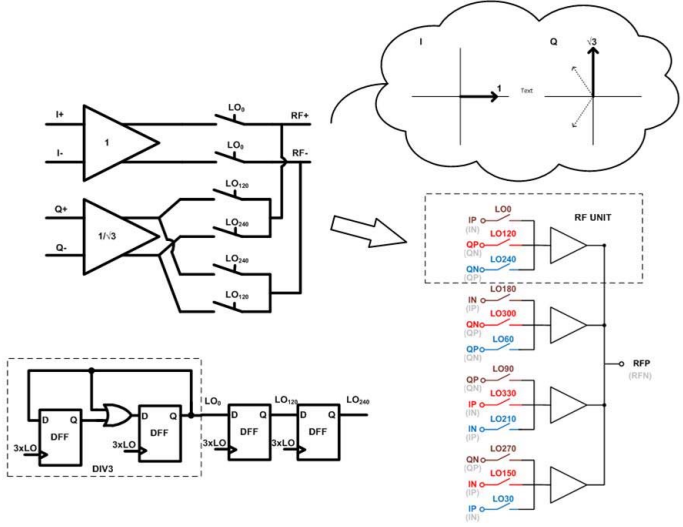 I
Q
√3
1
Text
I+
I-
1
LO0
LO0
RF+
RF-
Q+
Q-
1/√3
LO120
LO240
LO240
LO120
LO0
IP
(IN)
LO120
QP
(QN)
LO240
QN
(QP)
RF UNIT
LO180
IN
(IP)
LO300
QN
(QP)
LO60
QP
(QN)
RFP
(RFN)
LO90
QP
(QN)
LO330
IP
(IN)
LO210
IN
(IP)
LO270
QN
(QP)
LO150
IN
(IP)
LO30
IP
(IN)
D
Q
DFF
3xLO
D
Q
DFF
3xLO
DIV3
LO0
D
Q
DFF
3xLO
LO120
D
Q
DFF
3xLO
LO240